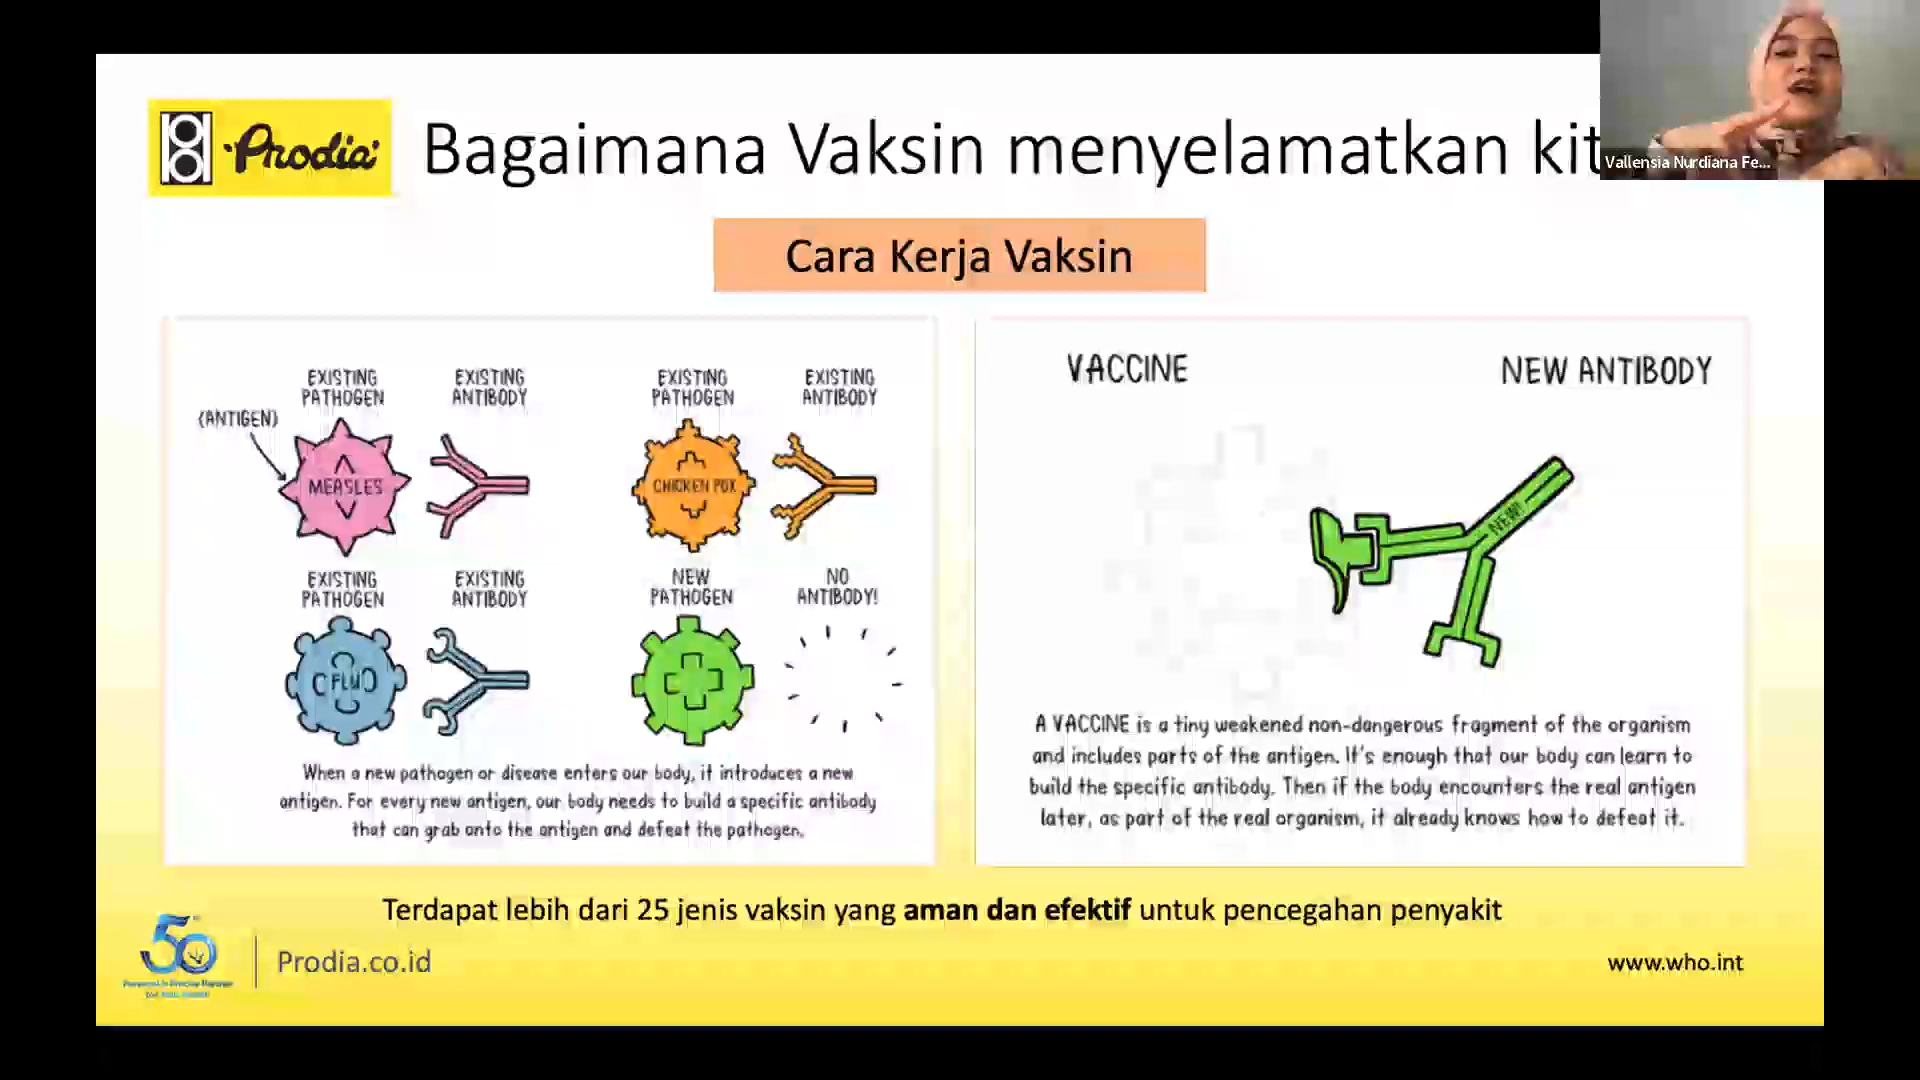 Prodia
Bagaimana Vaksin menyelamatkan kit
Vallensia Nurdiana Fe...
Cara Kerja Vaksin
EXISTING
PATHOGEN
EXISTING
ANTIBODY
(ANTIGEN)
MEASLES
EXISTING
PATHOGEN
EXISTING
ANTIBODY
CHICKEN POX
EXISTING
PATHOGEN
EXISTING
ANTIBODY
FLU
NEW
PATHOGEN
NO
ANTIBODY!
When a new pathogen or disease enters our body, it introduces a new
antigen. For every new antigen, our body needs to build a specific antibody
that can grab onto the antigen and defeat the pathogen.
VACCINE
NEW ANTIBODY
NEW!
A VACCINE is a tiny weakened non-dangerous fragment of the organism
and includes parts of the antigen. It's enough that our body can learn to
build the specific antibody. Then if the body encounters the real antigen
later, as part of the real organism, it already knows how to defeat it.
Terdapat lebih dari 25 jenis vaksin yang aman dan efektif untuk pencegahan penyakit
50
Prodia.co.id
www.who.int